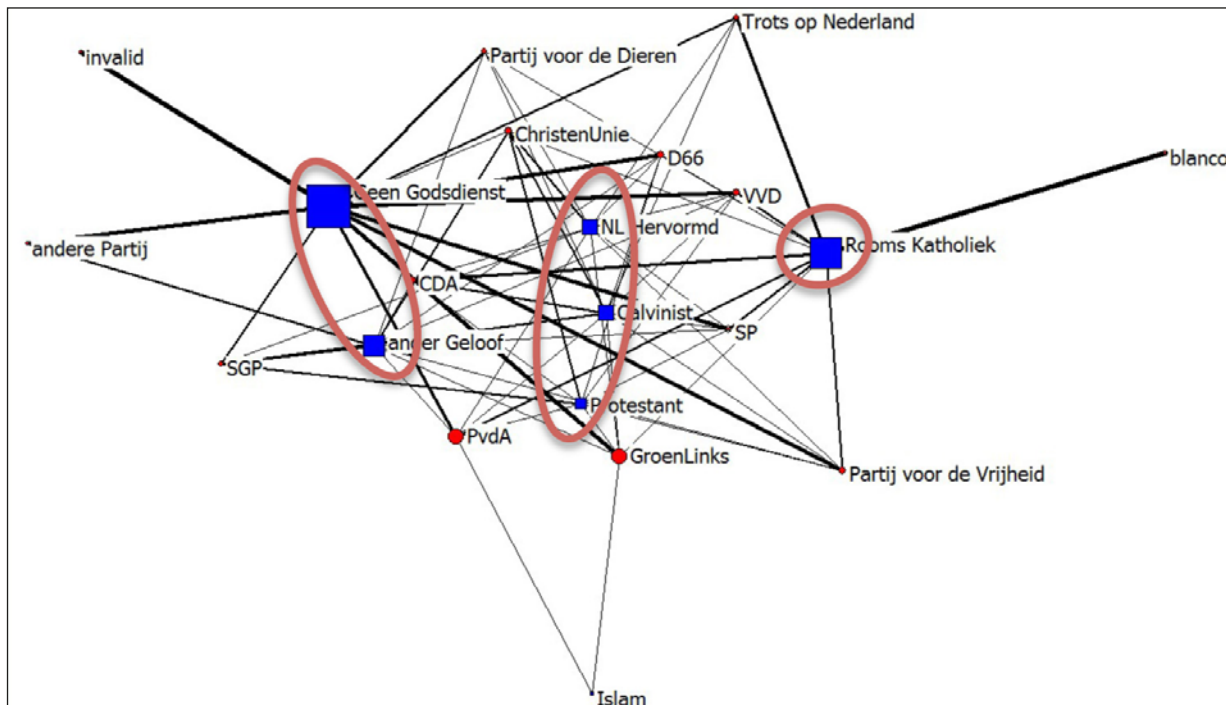 Trots op Nederland
invalid
Partij voor de Dieren
ChristenUnie
D66
blanco
Geen Godsdienst
VVD
NL Hervormd
andere Partij
Rooms Katholiek
CDA
Calvinist
SP
ander Geloof
SGP
Protestant
PvdA
GroenLinks
Partij voor de Vrijheid
Islam